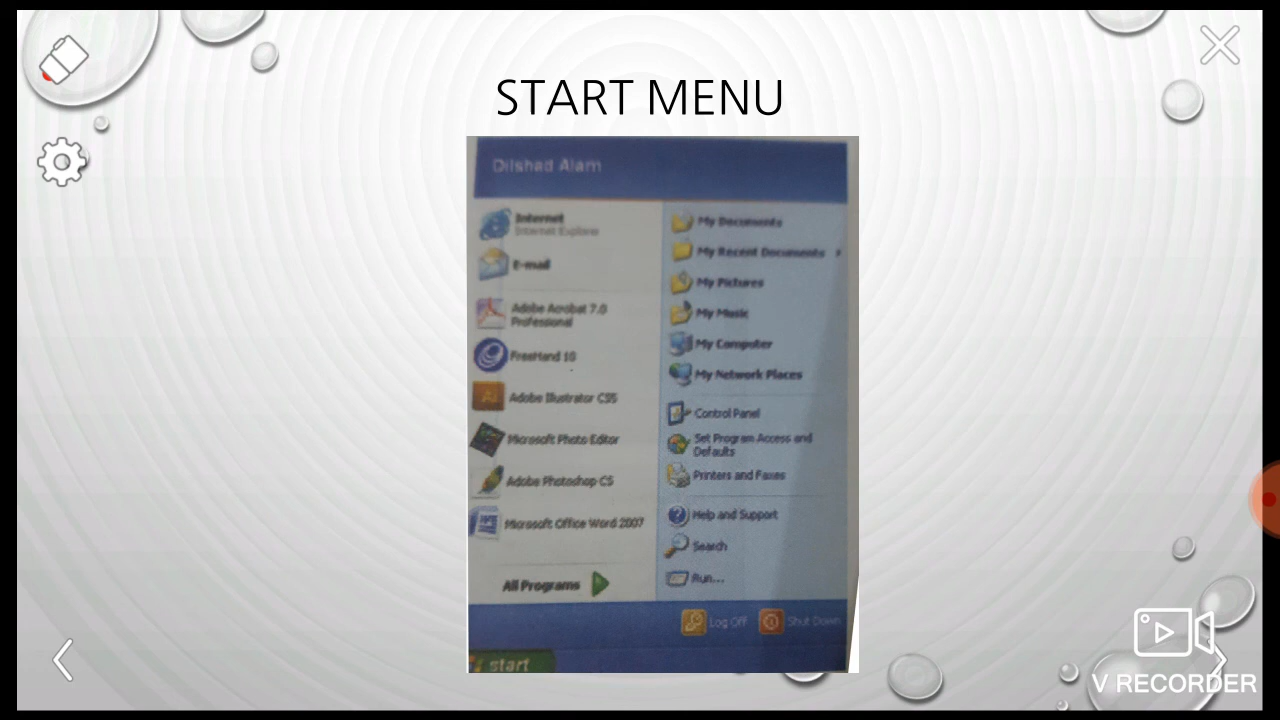 START MENU
Dilshad Alam
Internet
Internet Explorer
E-mail
Adobe Acrobat 7.0
Professional
FreeHand 10
Adobe Illustrator CS5
Microsoft Photo Editor
Adobe Photoshop CS
Microsoft Office Word 2007
All Programs
My Documents
My Recent Documents
My Pictures
My Music
My Computer
My Network Places
Control Panel
Set Program Access and
Defaults
Printers and Faxes
Help and Support
Search
Run...
Log Off
Shut Down
start
V RECORDER